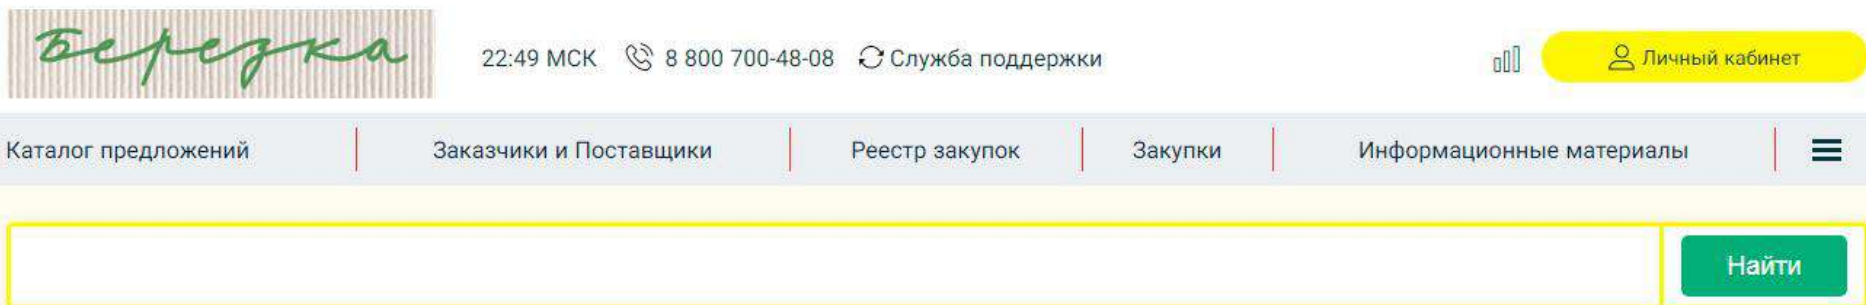 Березка
22:49 МСК 8 800 700-48-08 Служба поддержки Личный кабинет
Каталог предложений Заказчики и Поставщики Реестр закупок Закупки Информационные материалы
Найти